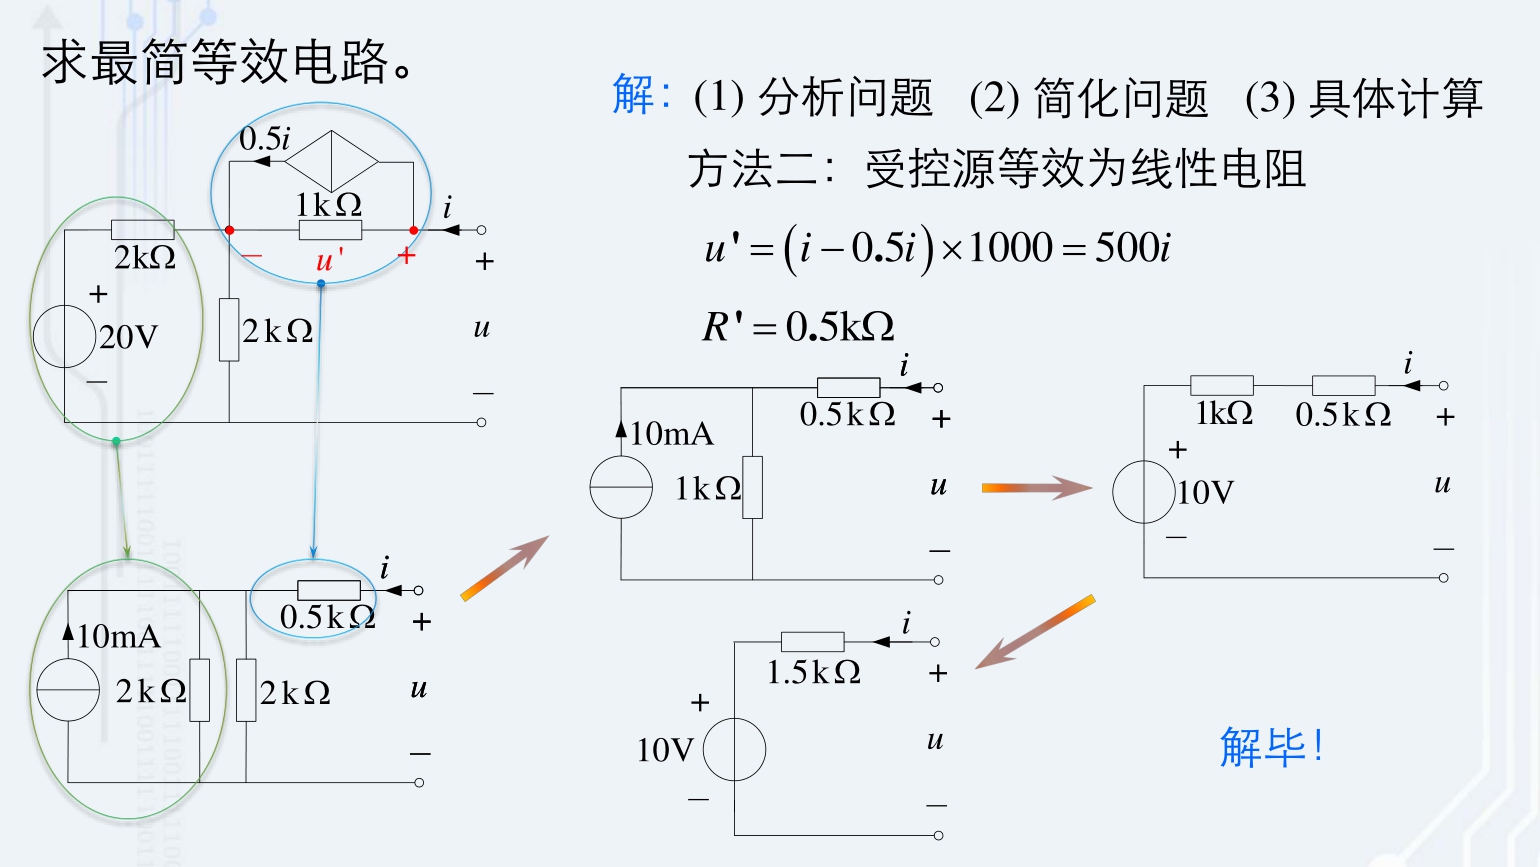 求最简等效电路。
解：(1) 分析问题 (2) 简化问题 (3) 具体计算
方法二：受控源等效为线性电阻
u' = (i − 0.5i) × 1000 = 500i
R' = 0.5kΩ
0.5i
1kΩ
i
2kΩ
− u' +
+
+
20V
2kΩ
u
−
−
i
0.5kΩ
+
10mA
2kΩ
2kΩ
u
−
i
0.5kΩ
+
10mA
1kΩ
u
−
i
1kΩ
0.5kΩ
+
+
10V
u
−
−
i
1.5kΩ
+
+
10V
u
−
−
解毕！